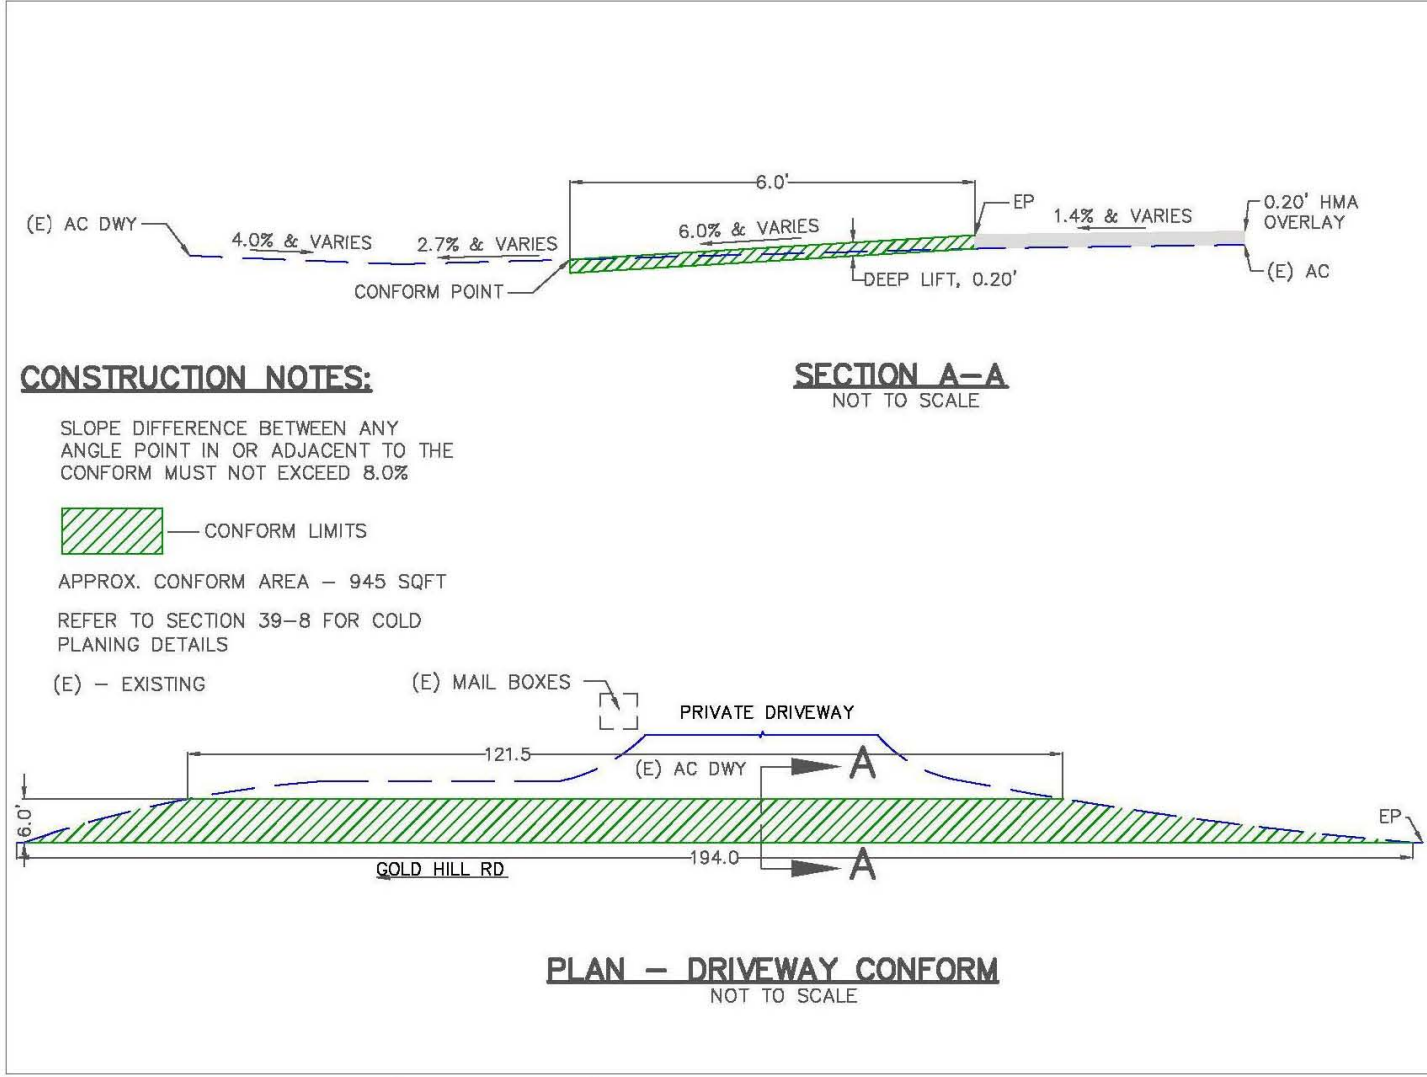 6.0'
(E) AC DWY
4.0% & VARIES
2.7% & VARIES
6.0% & VARIES
EP
1.4% & VARIES
0.20' HMA
OVERLAY
(E) AC
CONFORM POINT
DEEP LIFT, 0.20'
SECTION A-A
NOT TO SCALE
CONSTRUCTION NOTES:
SLOPE DIFFERENCE BETWEEN ANY
ANGLE POINT IN OR ADJACENT TO THE
CONFORM MUST NOT EXCEED 8.0%
CONFORM LIMITS
APPROX. CONFORM AREA - 945 SQFT
REFER TO SECTION 39-8 FOR COLD
PLANING DETAILS
(E) - EXISTING
(E) MAIL BOXES
PRIVATE DRIVEWAY
121.5
(E) AC DWY
A
6.0'
EP
194.0
A
GOLD HILL RD
PLAN - DRIVEWAY CONFORM
NOT TO SCALE